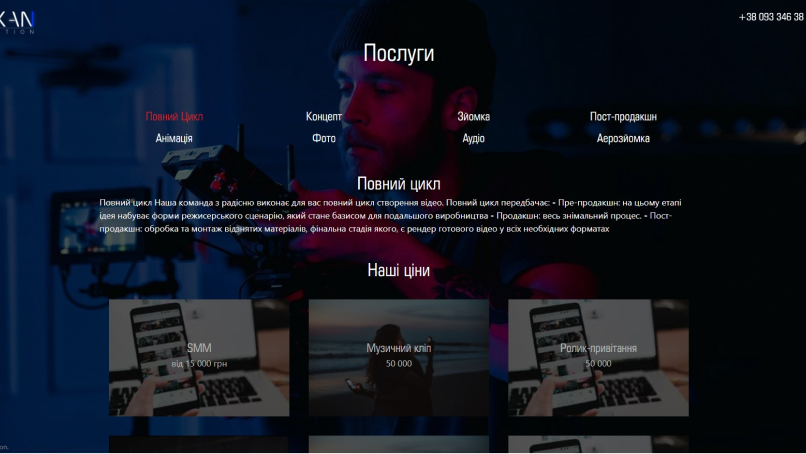 +38 093 346 38
TION
Послуги
Повний Цикл Концепт Зйомка Пост-продакшн
Анімація Фото Аудіо Аерозйомка
Повний цикл
Повний цикл Наша команда з радістю виконає для вас повний цикл створення відео. Повний цикл передбачає: - Пре-продакшн: на цьому етапі
ідея набуває форми режисерського сценарію, який стане базисом для подальшого виробництва - Продакшн: весь знімальний процес. - Пост-
продакшн: обробка та монтаж відзнятих матеріалів, фінальна стадія якого, є рендер готового відео у всіх необхідних форматах
Наші ціни
SMM
від 15 000 грн
Музичний кліп
50 000
Ролик-привітання
50 000
on.